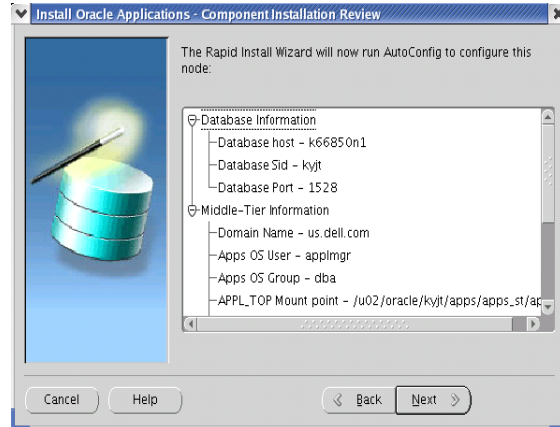 Install Oracle Applications - Component Installation Review
The Rapid Install Wizard will now run AutoConfig to configure this
node:
Database Information
Database host - k66850n1
Database Sid - kyjt
Database Port - 1528
Middle-Tier Information
Domain Name - us.dell.com
Apps OS User - applmgr
Apps OS Group - dba
APPL_TOP Mount point - /u02/oracle/kyjt/apps/apps_st/ap
Cancel
Help
Back
Next